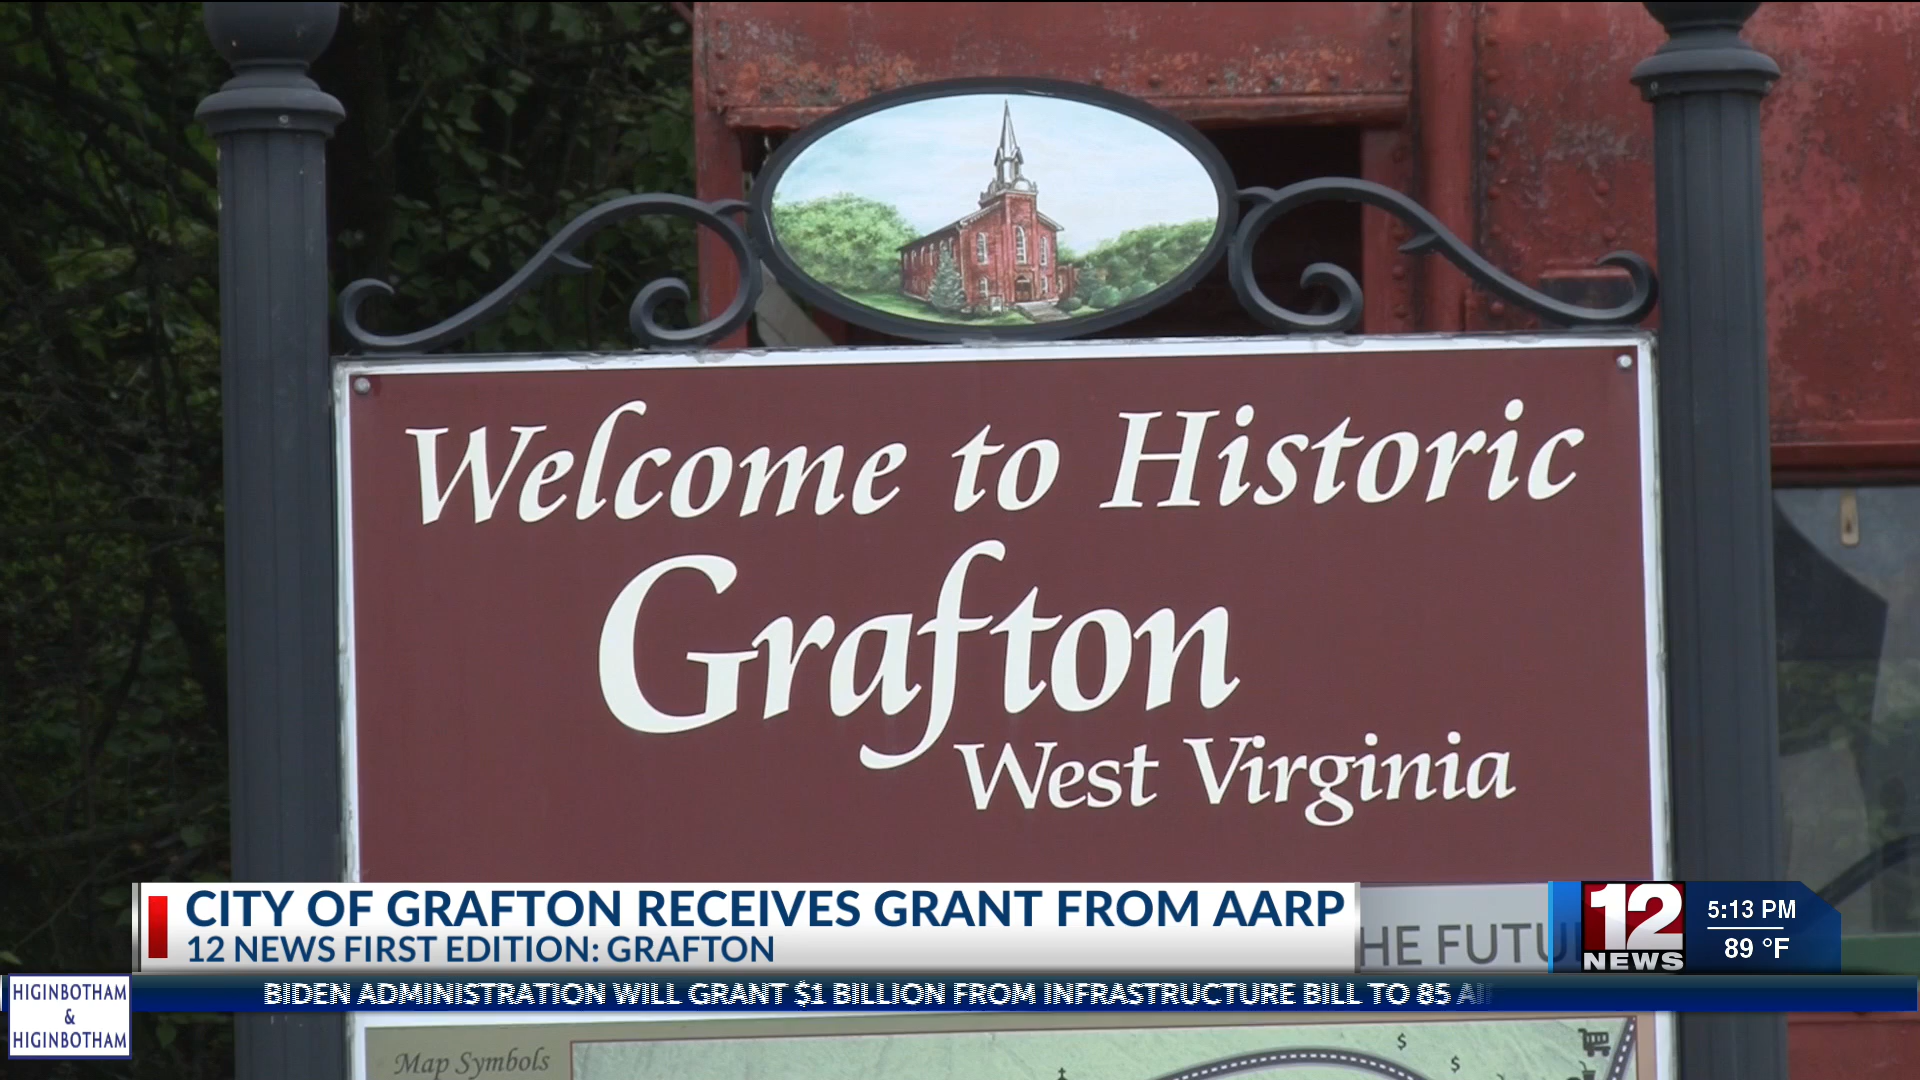 Welcome to Historic
Grafton
West Virginia
CITY OF GRAFTON RECEIVES GRANT FROM AARP
12 NEWS FIRST EDITION: GRAFTON
HE FUTU
12
NEWS
5:13 PM
89 °F
HIGINBOTHAM
&
HIGINBOTHAM
BIDEN ADMINISTRATION WILL GRANT $1 BILLION FROM INFRASTRUCTURE BILL TO 85
Map Symbols
$
$